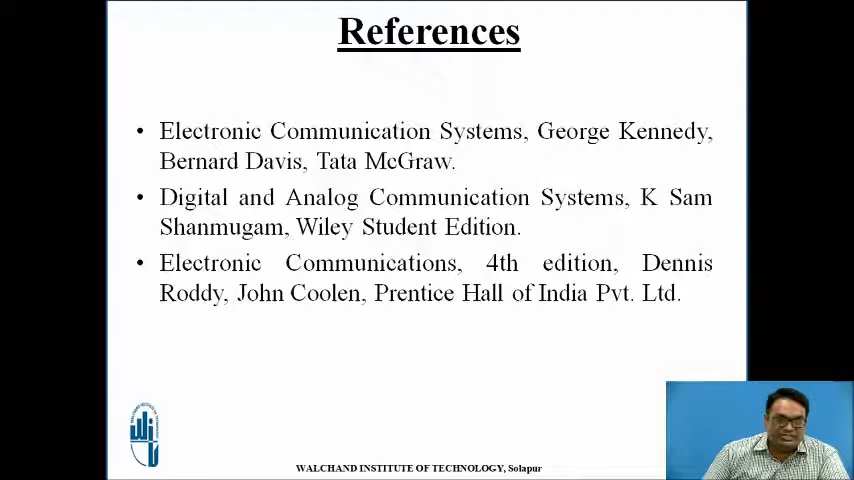 References
• Electronic Communication Systems, George Kennedy,
Bernard Davis, Tata McGraw.
• Digital and Analog Communication Systems, K Sam
Shanmugam, Wiley Student Edition.
• Electronic Communications, 4th edition, Dennis
Roddy, John Coolen, Prentice Hall of India Pvt. Ltd.
WALCHAND INSTITUTE OF TECHNOLOGY, Solapur